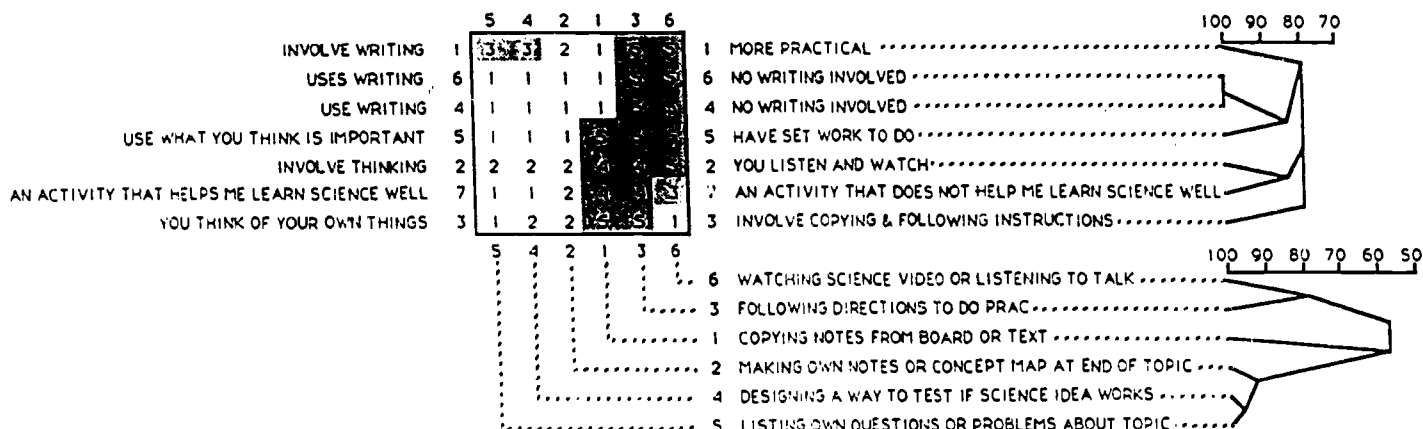 5 4 2 1 3 6
100 90 80 70
INVOLVE WRITING 1 3 3 2 1 5 5 1 MORE PRACTICAL
USES WRITING 6 1 1 1 1 6 NO WRITING INVOLVED
USE WRITING 4 1 1 1 1 4 NO WRITING INVOLVED
USE WHAT YOU THINK IS IMPORTANT 5 1 1 1 5 HAVE SET WORK TO DO
INVOLVE THINKING 2 2 2 2 2 YOU LISTEN AND WATCH
AN ACTIVITY THAT HELPS ME LEARN SCIENCE WELL 7 1 1 2 7 AN ACTIVITY THAT DOES NOT HELP ME LEARN SCIENCE WELL
YOU THINK OF YOUR OWN THINGS 3 1 2 2 5 5 1 3 INVOLVE COPYING & FOLLOWING INSTRUCTIONS
5 4 2 1 3 6
100 90 80 70 60 50
6 WATCHING SCIENCE VIDEO OR LISTENING TO TALK
3 FOLLOWING DIRECTIONS TO DO PRAC
1 COPYING NOTES FROM BOARD OR TEXT
2 MAKING OWN NOTES OR CONCEPT MAP AT END OF TOPIC
4 DESIGNING A WAY TO TEST IF SCIENCE IDEA WORKS
5 LISTING OWN QUESTIONS OR PROBLEMS ABOUT TOPIC